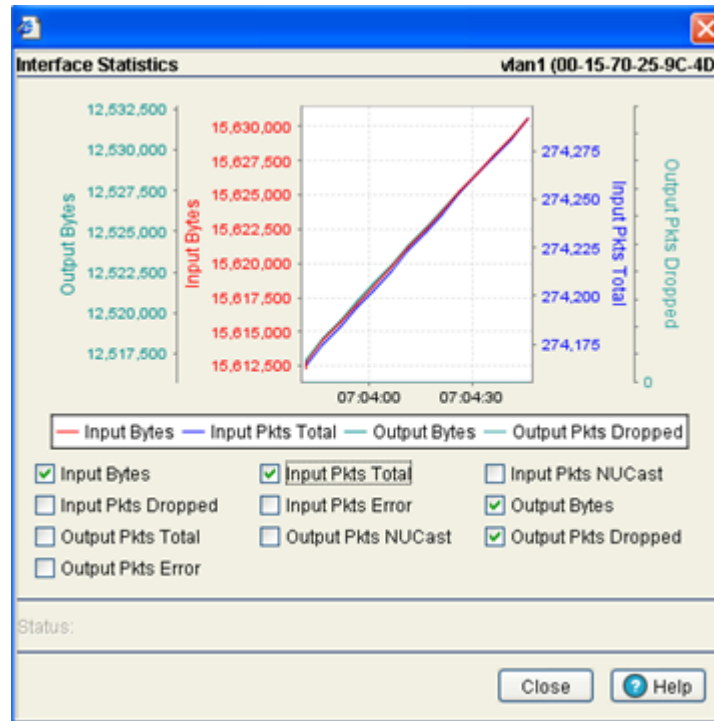 Interface Statistics
vlan1 (00-15-70-25-9C-4D
Output Bytes
12,532,500
12,530,000
12,527,500
12,525,000
12,522,500
12,520,000
12,517,500
Input Bytes
15,630,000
15,627,500
15,625,000
15,622,500
15,620,000
15,617,500
15,615,000
15,612,500
274,275
274,250
274,225
274,200
274,175
Input Pkts Total
0
Output Pkts Dropped
07:04:00 07:04:30
Input Bytes Input Pkts Total Output Bytes Output Pkts Dropped
Input Bytes Input Pkts Total Input Pkts NUCast
Input Pkts Dropped Input Pkts Error Output Bytes
Output Pkts Total Output Pkts NUCast Output Pkts Dropped
Output Pkts Error
Status:
Close Help